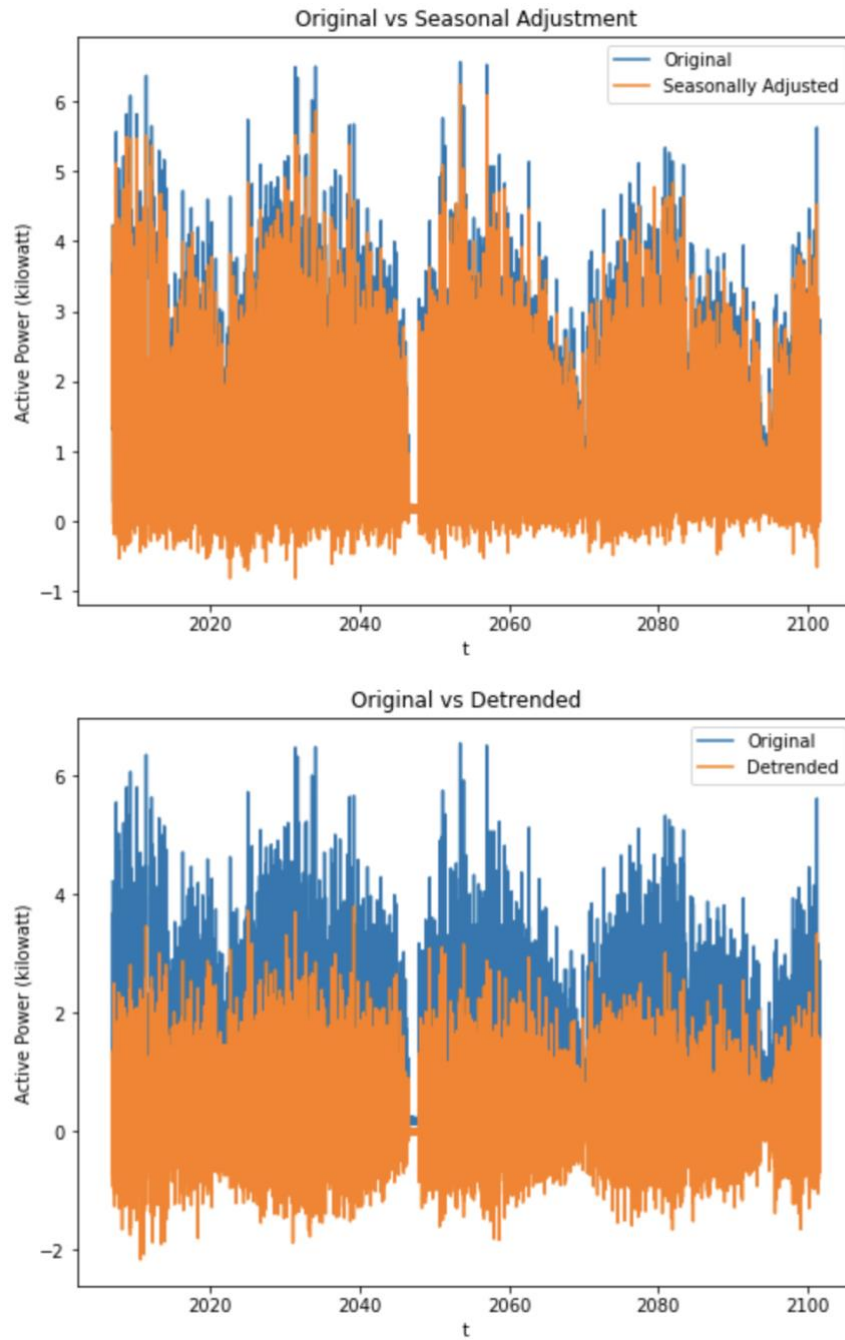 Original vs Seasonal Adjustment
Original
Seasonally Adjusted
Active Power (kilowatt)
6
5
4
3
2
1
0
−1
2020 2040 2060 2080 2100
t
Original vs Detrended
Original
Detrended
Active Power (kilowatt)
6
4
2
0
−2
2020 2040 2060 2080 2100
t